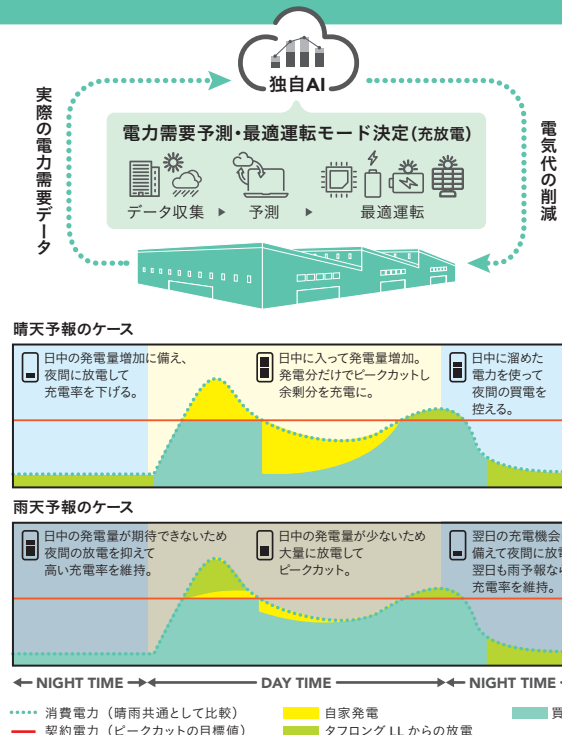 独自AI
実際の電力需要データ
電気代の削減
電力需要予測・最適運転モード決定(充放電)
データ収集 ▶ 予測 ▶ 最適運転
晴天予報のケース
日中の発電量増加に備え、
夜間に放電して
充電率を下げる。
日中に入って発電量増加。
発電分だけでピークカットし
余剰分を充電に。
日中に溜めた
電力を使って
夜間の買電を
控える。
雨天予報のケース
日中の発電量が期待できないため
夜間の放電を抑えて
高い充電率を維持。
日中の発電量が少ないため
大量に放電して
ピークカット。
翌日の充電機会
備えて夜間に放
翌日も雨予報な
充電率を維持。
NIGHT TIME
DAY TIME
NIGHT TIME
消費電力（晴雨共通として比較）
自家発電
契約電力（ピークカットの目標値）
タフロング LL からの放電